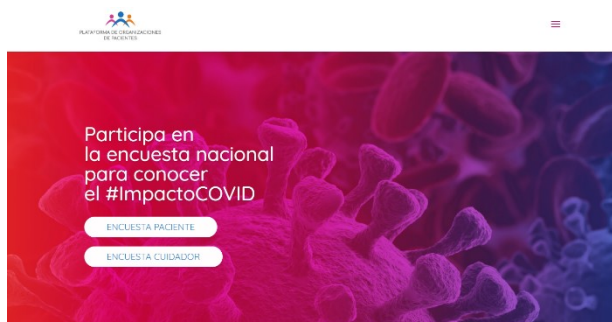 PLATAFORMA DE ORGANIZACIONES
DE PACIENTES
Participa en
la encuesta nacional
para conocer
el #ImpactoCOVID
ENCUESTA PACIENTE
ENCUESTA CUIDADOR